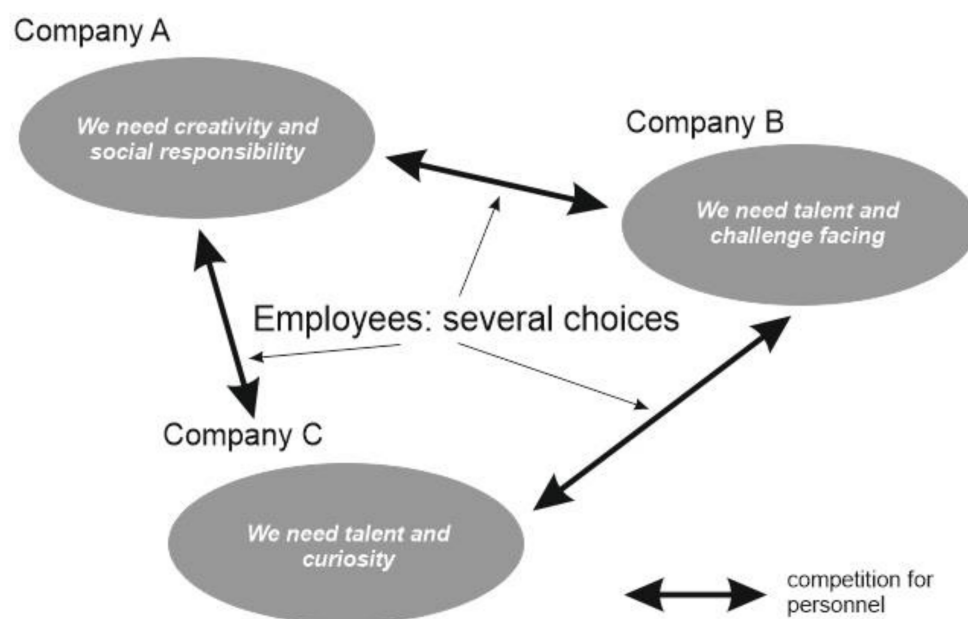 Company A
We need creativity and
social responsibility
Company B
We need talent and
challenge facing
Employees: several choices
Company C
We need talent and
curiosity
competition for
personnel